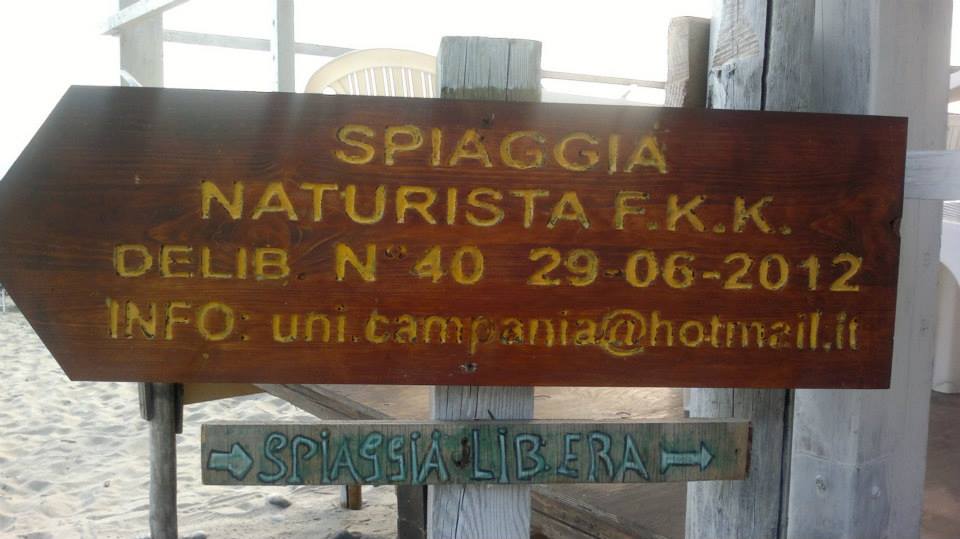 SPIAGGIA
NATURISTA F.K.K.
DELIB. N° 40 29-06-2012
INFO: uni.campania@hotmail.it
→ SPIAGGIA LIBERA →